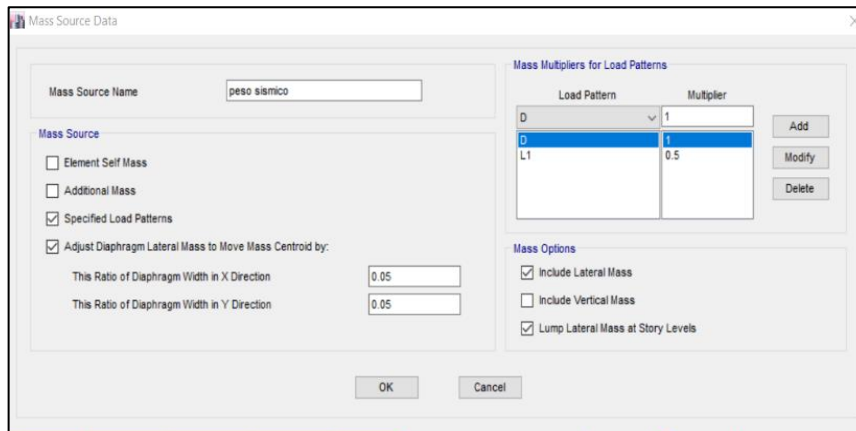 Mass Source Data
Mass Source Name peso sismico
Mass Source
Element Self Mass
Additional Mass
Specified Load Patterns
Adjust Diaphragm Lateral Mass to Move Mass Centroid by:
This Ratio of Diaphragm Width in X Direction 0.05
This Ratio of Diaphragm Width in Y Direction 0.05
Mass Multipliers for Load Patterns
Load Pattern Multiplier
D 1
D 1
L1 0.5
Add
Modify
Delete
Mass Options
Include Lateral Mass
Include Vertical Mass
Lump Lateral Mass at Story Levels
OK Cancel